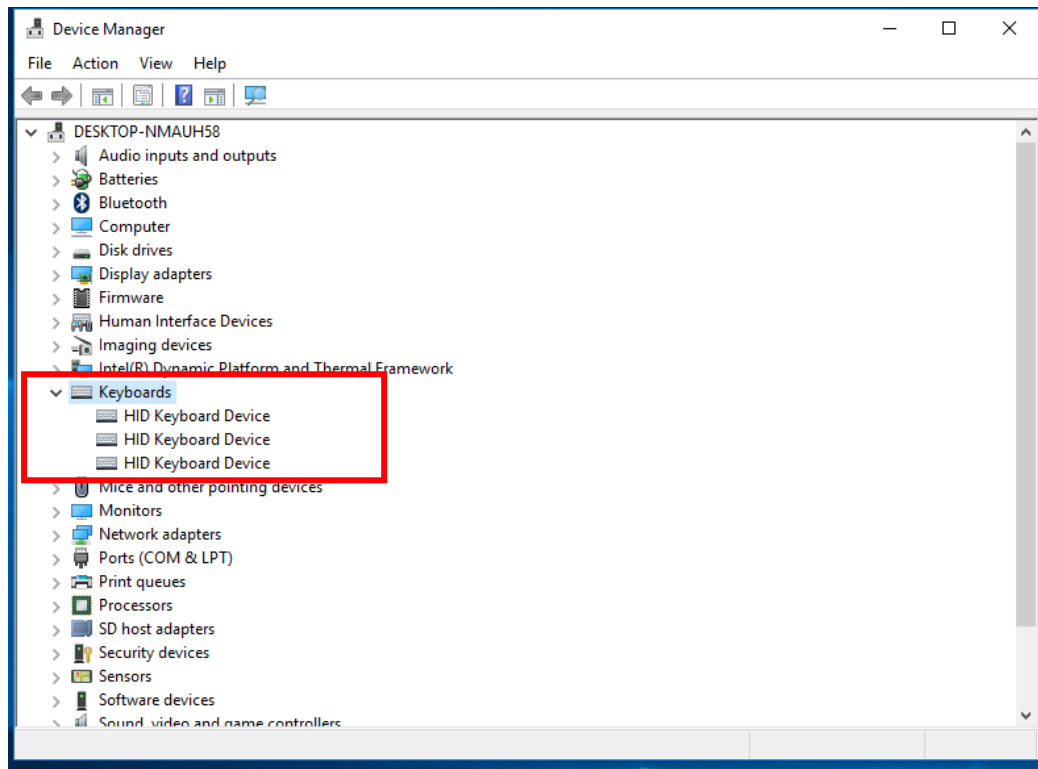 Device Manager
File Action View Help
DESKTOP-NMAUH58
Audio inputs and outputs
Batteries
Bluetooth
Computer
Disk drives
Display adapters
Firmware
Human Interface Devices
Imaging devices
Intel(R) Dynamic Platform and Thermal Framework
Keyboards
HID Keyboard Device
HID Keyboard Device
HID Keyboard Device
Mice and other pointing devices
Monitors
Network adapters
Ports (COM & LPT)
Print queues
Processors
SD host adapters
Security devices
Sensors
Software devices
Sound, video and game controllers